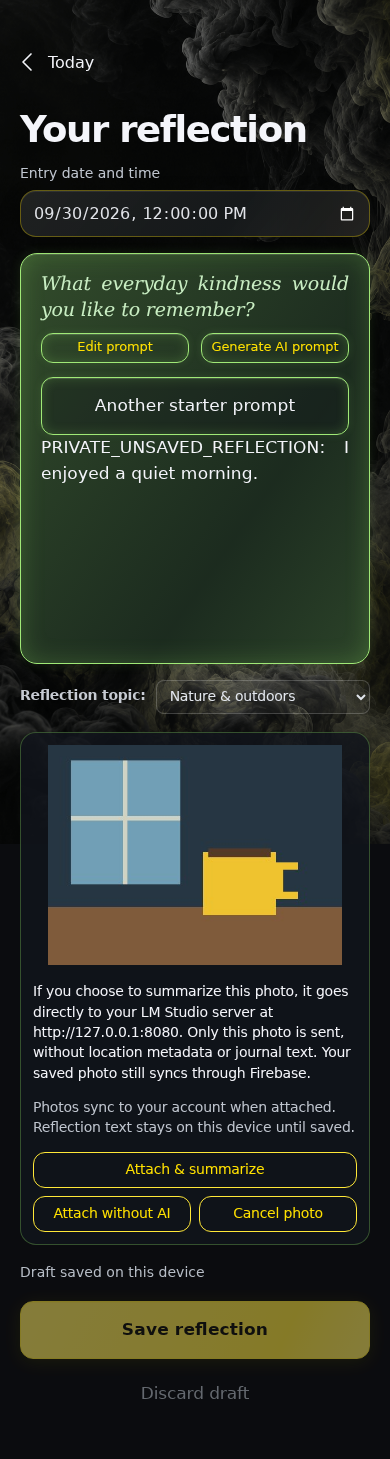 Today
Your reflection
Entry date and time
09/30/2026, 12:00:00 PM
What everyday kindness would
you like to remember?
Edit prompt
Generate AI prompt
Another starter prompt
PRIVATE_UNSAVED_REFLECTION: I
enjoyed a quiet morning.
Reflection topic:
Nature & outdoors
If you choose to summarize this photo, it goes
directly to your LM Studio server at
http://127.0.0.1:8080. Only this photo is sent,
without location metadata or journal text. Your
saved photo still syncs through Firebase.
Photos sync to your account when attached.
Reflection text stays on this device until saved.
Attach & summarize
Attach without AI
Cancel photo
Draft saved on this device
Save reflection
Discard draft